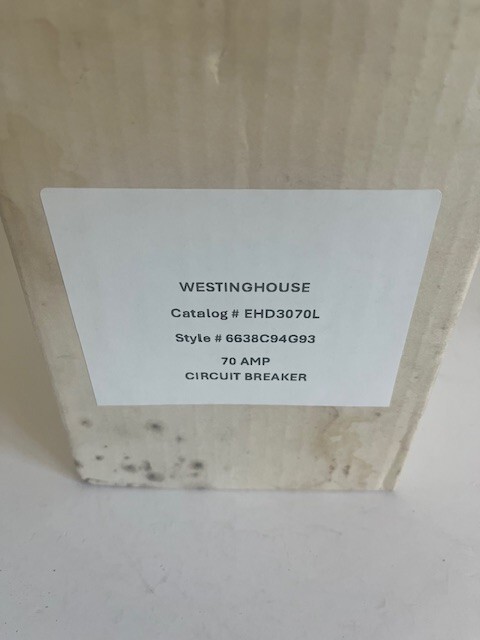 WESTINGHOUSE
Catalog # EHD3070L
Style # 6638C94G93
70 AMP
CIRCUIT BREAKER